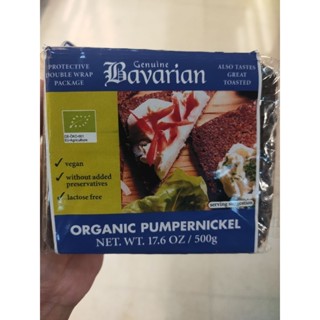 PROTECTIVE
DOUBLE WRAP
PACKAGE
Genuine
Bavarian
ALSO TASTES
GREAT
TOASTED
vegan
without added
preservatives
lactose free
serving suggestion
ORGANIC PUMPERNICKEL
NET. WT. 17.6 OZ / 500g